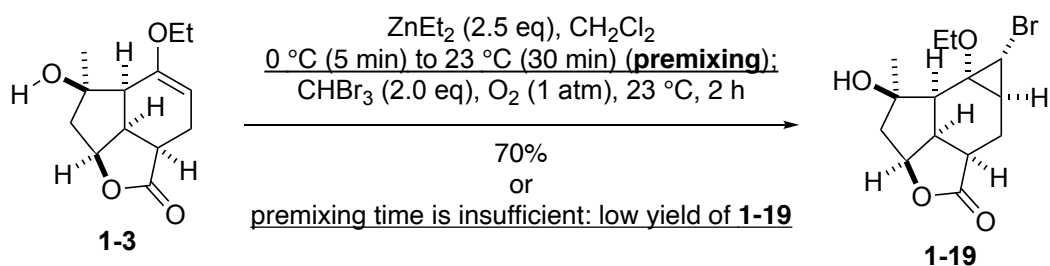 ZnEt₂ (2.5 eq), CH₂Cl₂
0 °C (5 min) to 23 °C (30 min) (premixing);
CHBr₃ (2.0 eq), O₂ (1 atm), 23 °C, 2 h
70%
or
premixing time is insufficient: low yield of 1-19
OEt
H
O
H
H
H
H
O
O
1-3
Br
EtO
H
HO
H
H
H
H
O
O
1-19